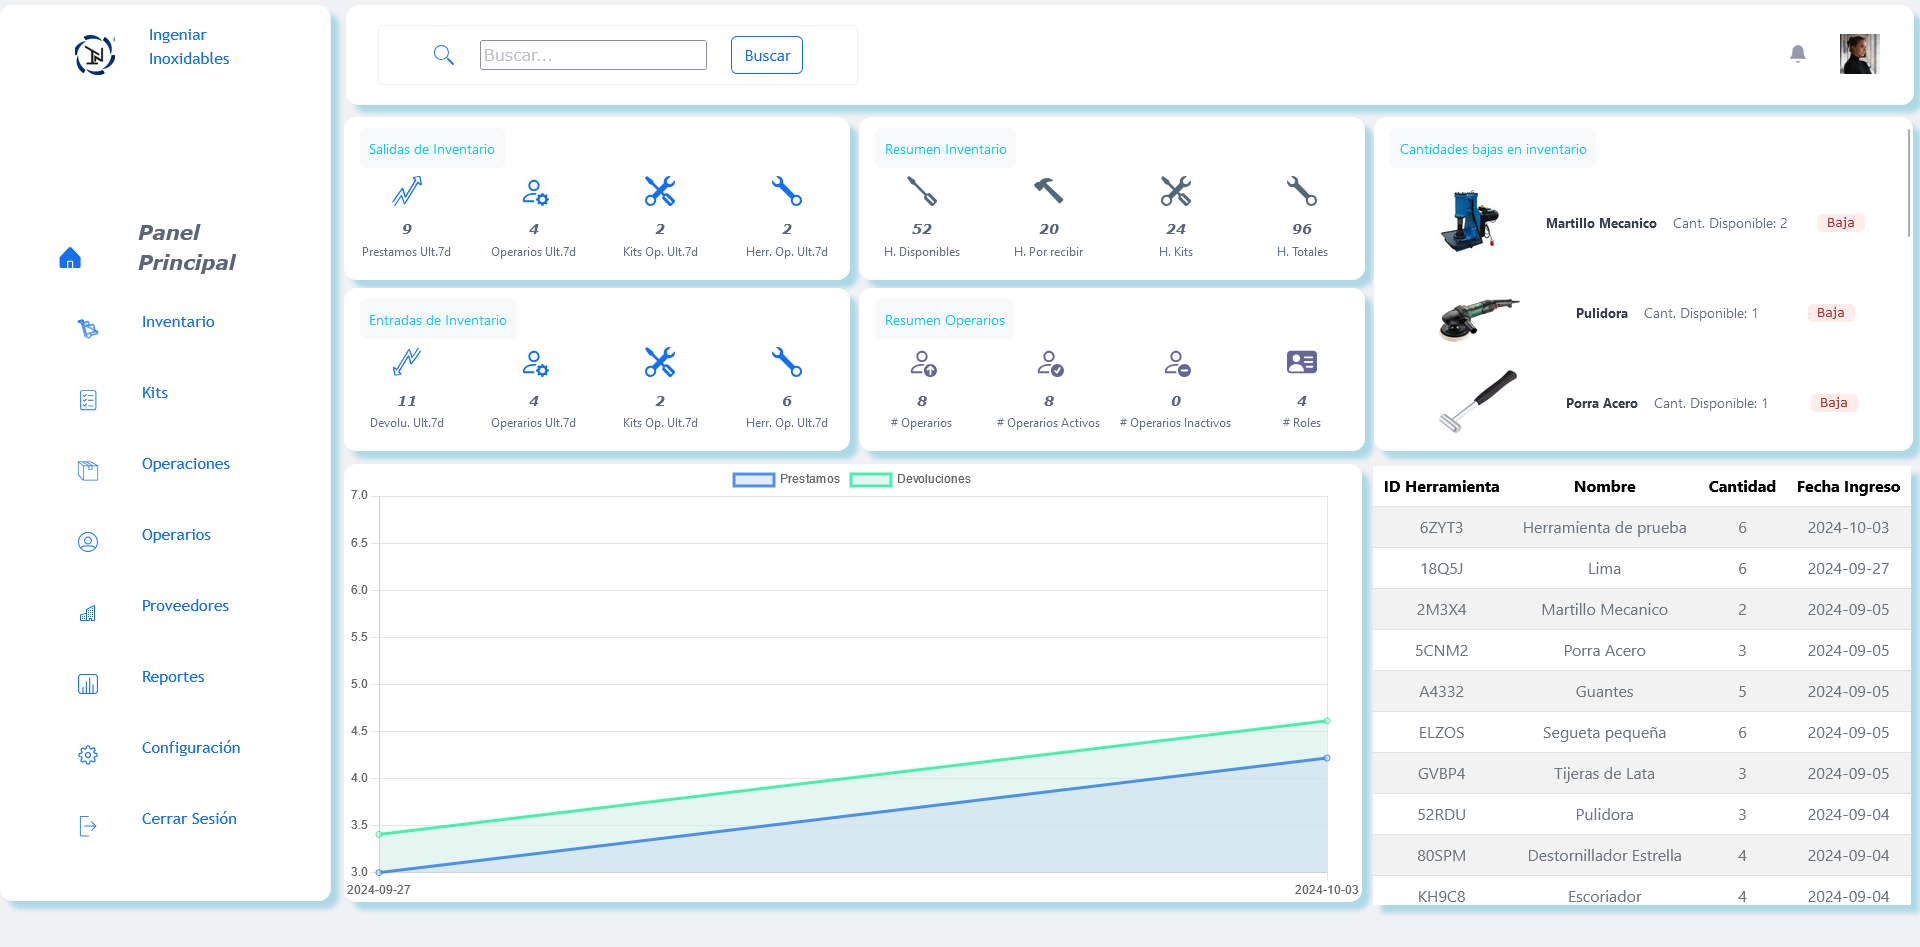 Ingeniar
Inoxidables
Panel
Principal
Inventario
Kits
Operaciones
Operarios
Proveedores
Reportes
Configuración
Cerrar Sesión
Buscar...
Buscar
Salidas de Inventario
9 4 2 2
Prestamos Ult.7d Operarios Ult.7d Kits Op. Ult.7d Herr. Op. Ult.7d
Resumen Inventario
52 20 24 96
H. Disponibles H. Por recibir H. Kits H. Totales
Entradas de Inventario
11 4 2 6
Devolu. Ult.7d Operarios Ult.7d Kits Op. Ult.7d Herr. Op. Ult.7d
Resumen Operarios
8 8 0 4
# Operarios # Operarios Activos # Operarios Inactivos # Roles
Cantidades bajas en inventario
Martillo Mecanico Cant. Disponible: 2 Baja
Pulidora Cant. Disponible: 1 Baja
Porra Acero Cant. Disponible: 1 Baja
Prestamos Devoluciones
7.0
6.5
6.0
5.5
5.0
4.5
4.0
3.5
3.0
2024-09-27 2024-10-03
ID Herramienta Nombre Cantidad Fecha Ingreso
6ZYT3 Herramienta de prueba 6 2024-10-03
18Q5J Lima 6 2024-09-27
2M3X4 Martillo Mecanico 2 2024-09-05
5CNM2 Porra Acero 3 2024-09-05
A4332 Guantes 5 2024-09-05
ELZOS Segueta pequeña 6 2024-09-05
GVBP4 Tijeras de Lata 3 2024-09-05
52RDU Pulidora 3 2024-09-04
80SPM Destornillador Estrella 4 2024-09-04
KH9C8 Escoriador 4 2024-09-04